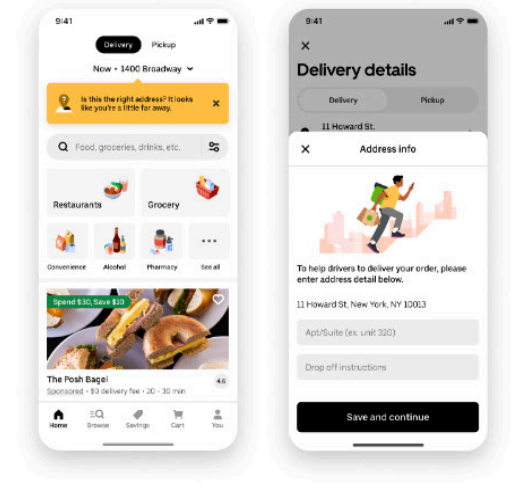 9:41
Delivery
Pickup
Now • 1400 Broadway
Is this the right address? It looks
like you're a little far away.
Food, groceries, drinks, etc.
Restaurants
Grocery
Convenience
Alcohol
Pharmacy
See all
Spend $30, Save $10
The Posh Bagel
4.6
Sponsored • $0 delivery fee • 20 - 30 min
Home
Browse
Savings
Cart
You
9:41
Delivery details
Delivery
Pickup
11 Howard St.
Address info
To help drivers to deliver your order, please
enter address detail below.
11 Howard St, New York, NY 10013
Apt/Suite (ex. unit 320)
Drop off instructions
Save and continue